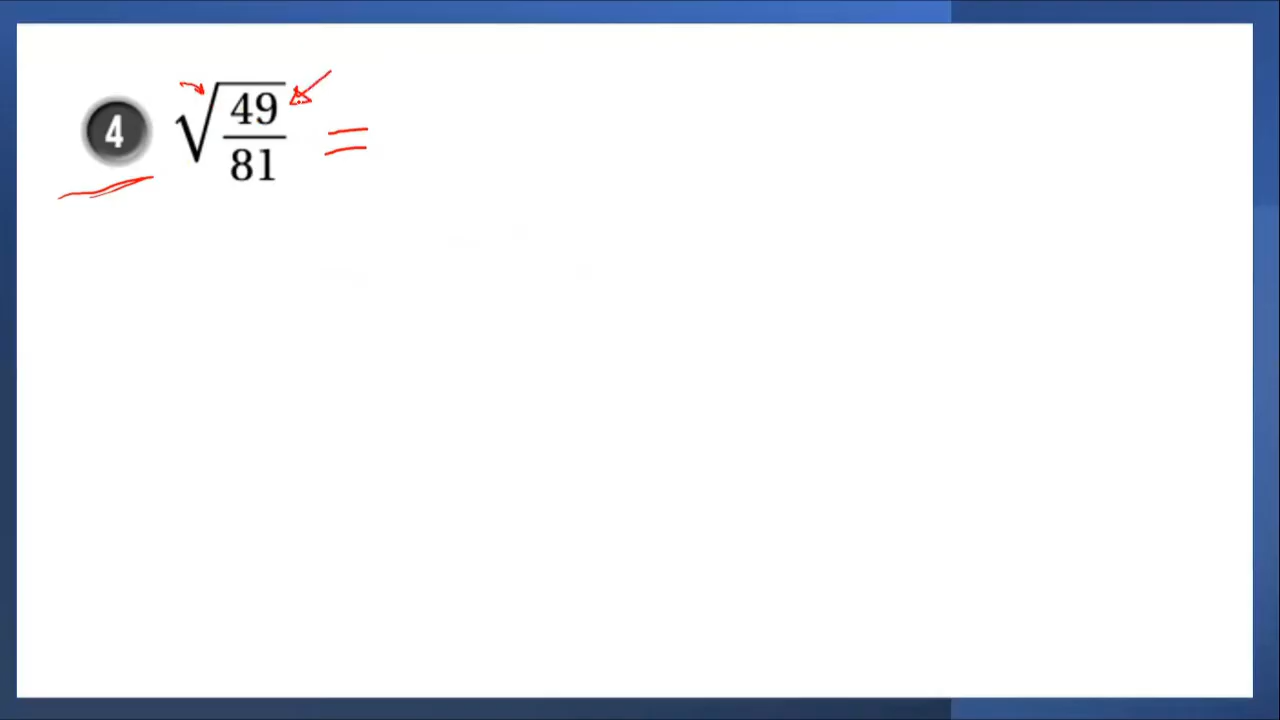 4 √(49/81) =